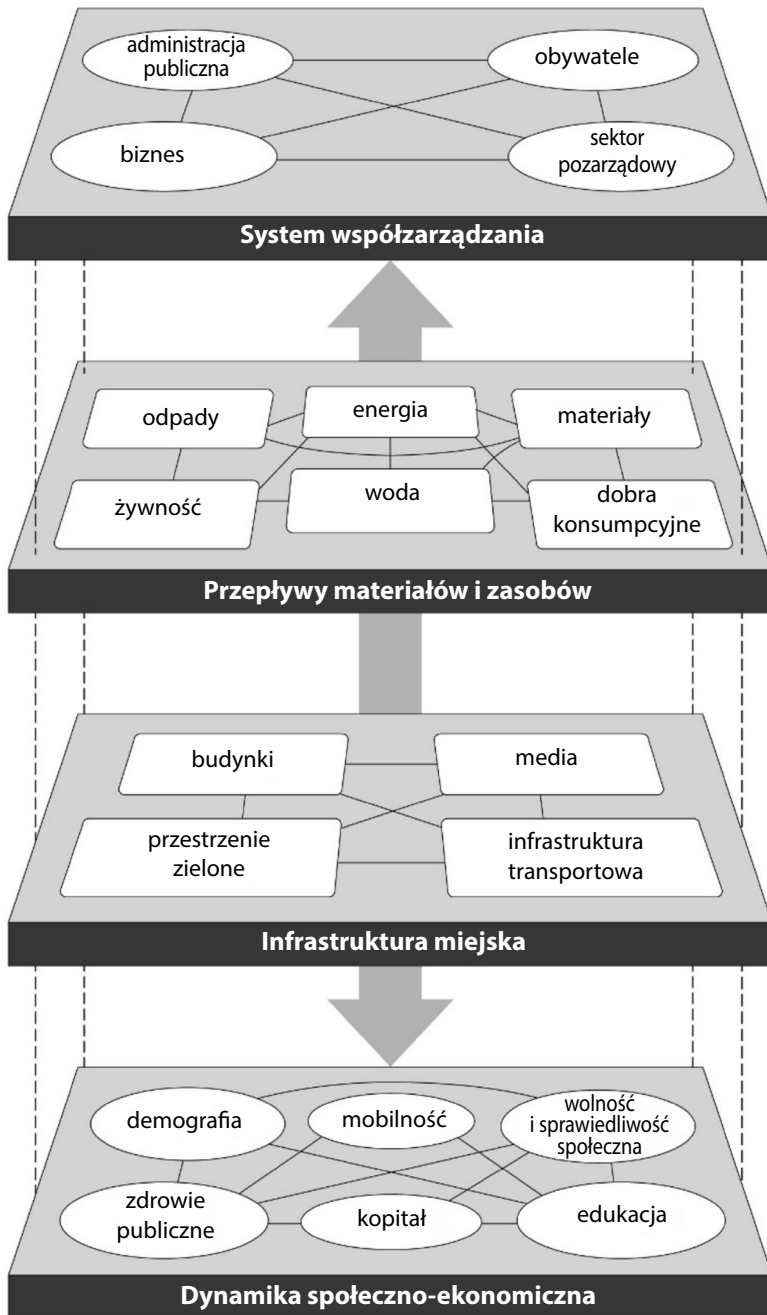 administracja
publiczna
obywatele
biznes
sektor
pozarządowy
System współzarządzania
odpady
energia
materiały
żywność
woda
dobra
konsumpcyjne
Przepływy materiałów i zasobów
budynki
media
przestrzenie
zielone
infrastruktura
transportowa
Infrastruktura miejska
demografia
mobilność
wolność
i sprawiedliwość
społeczna
zdrowie
publiczne
kopitał
edukacja
Dynamika społeczno-ekonomiczna